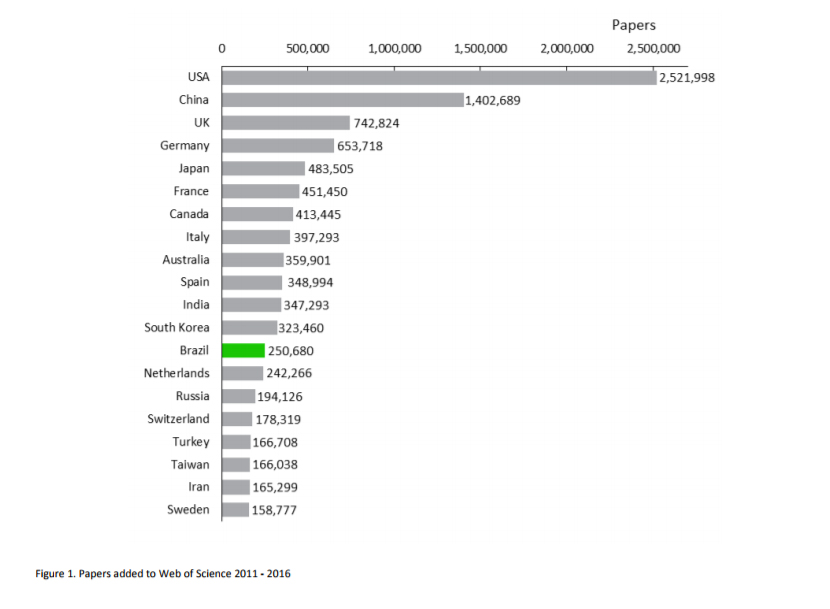 Papers
0 500,000 1,000,000 1,500,000 2,000,000 2,500,000
USA 2,521,998
China 1,402,689
UK 742,824
Germany 653,718
Japan 483,505
France 451,450
Canada 413,445
Italy 397,293
Australia 359,901
Spain 348,994
India 347,293
South Korea 323,460
Brazil 250,680
Netherlands 242,266
Russia 194,126
Switzerland 178,319
Turkey 166,708
Taiwan 166,038
Iran 165,299
Sweden 158,777
Figure 1. Papers added to Web of Science 2011 - 2016